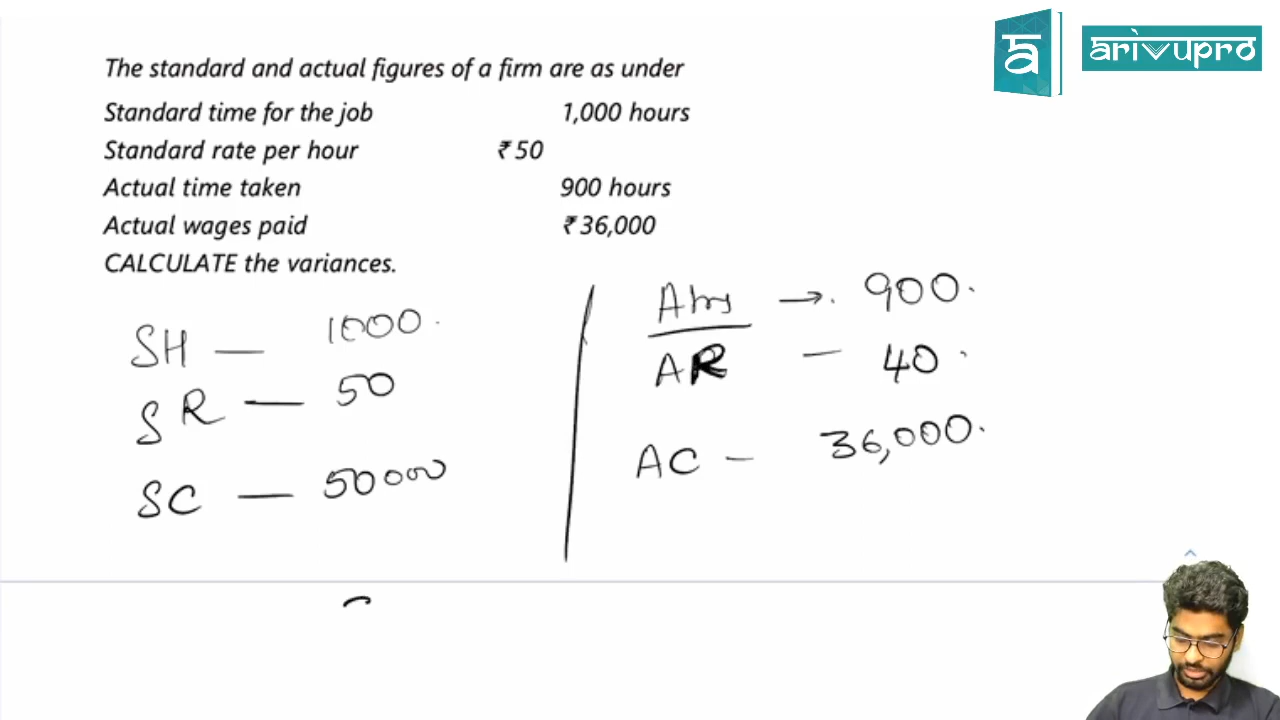 arivupro
The standard and actual figures of a firm are as under
Standard time for the job 1,000 hours
Standard rate per hour ₹50
Actual time taken 900 hours
Actual wages paid ₹36,000
CALCULATE the variances.
SH — 1000.
SR — 50
SC — 50000
Ahrs → 900.
AR — 40.
AC — 36,000.